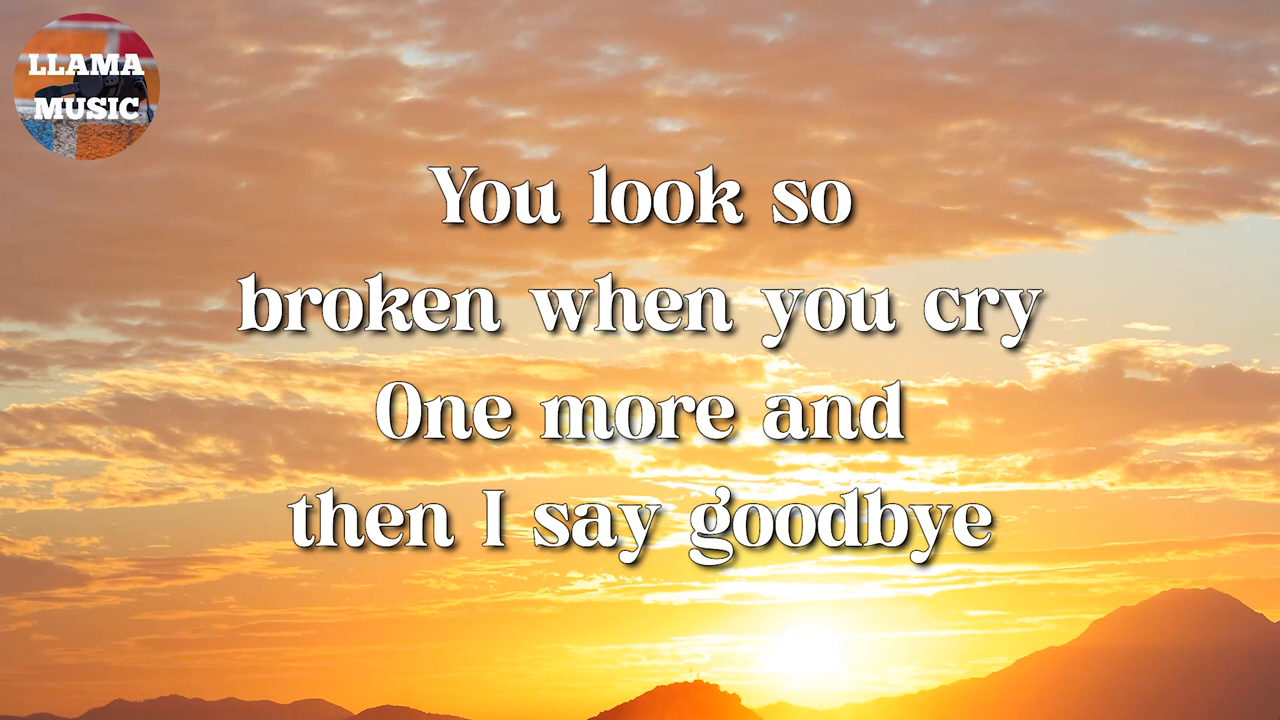 LLAMA
MUSIC
You look so
broken when you cry
One more and
then I say goodbye